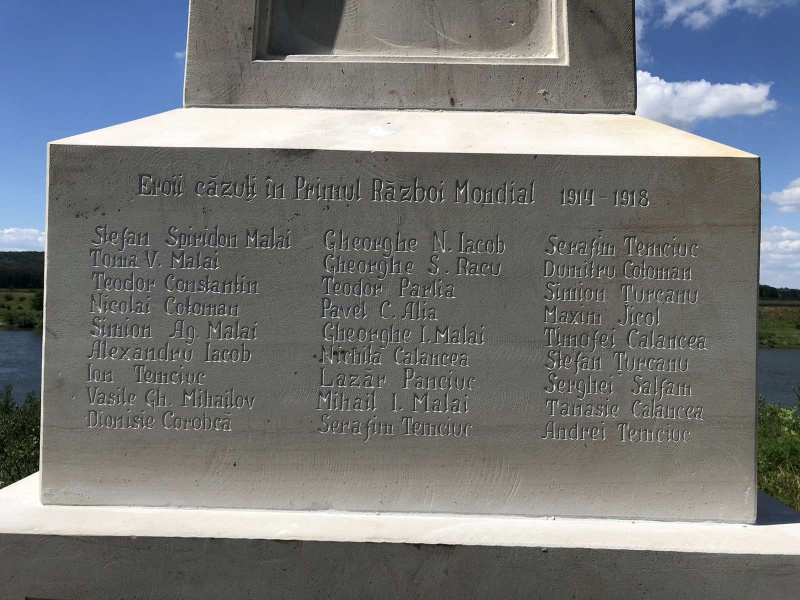 Eroii căzuți în Primul Război Mondial 1914 - 1918
Ștefan Spiridon Malai
Toma V. Malai
Teodor Constantin
Nicolai Coloman
Simion Ag. Malai
Alexandru Iacob
Ion Temciuc
Vasile Gh. Mihailov
Dionisie Corobcă
Gheorghe N. Iacob
Gheorghe S. Racu
Teodor Parlia
Pavel C. Alia
Gheorghe I. Malai
Nichita Calancea
Lazăr Panciuc
Mihail I. Malai
Serafim Temciuc
Serafim Temciuc
Dumitru Coloman
Simion Țurcanu
Maxim Jicol
Timofei Calancea
Ștefan Țurcanu
Serghei Salfam
Tanasie Calancea
Andrei Temciuc